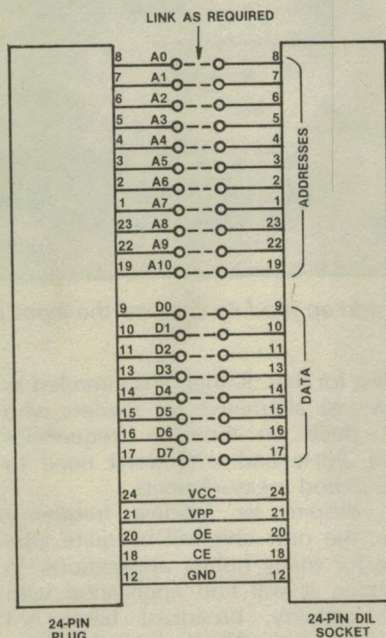 LINK AS REQUIRED
8 A0 8
7 A1 7
6 A2 6
5 A3 5
4 A4 4
3 A5 3
2 A6 2
1 A7 1
23 A8 23
22 A9 22
19 A10 19
ADDRESSES
9 D0 9
10 D1 10
11 D2 11
13 D3 13
14 D4 14
15 D5 15
16 D6 16
17 D7 17
DATA
24 VCC 24
21 VPP 21
20 OE 20
18 CE 18
12 GND 12
24-PIN
PLUG
24-PIN DIL
SOCKET